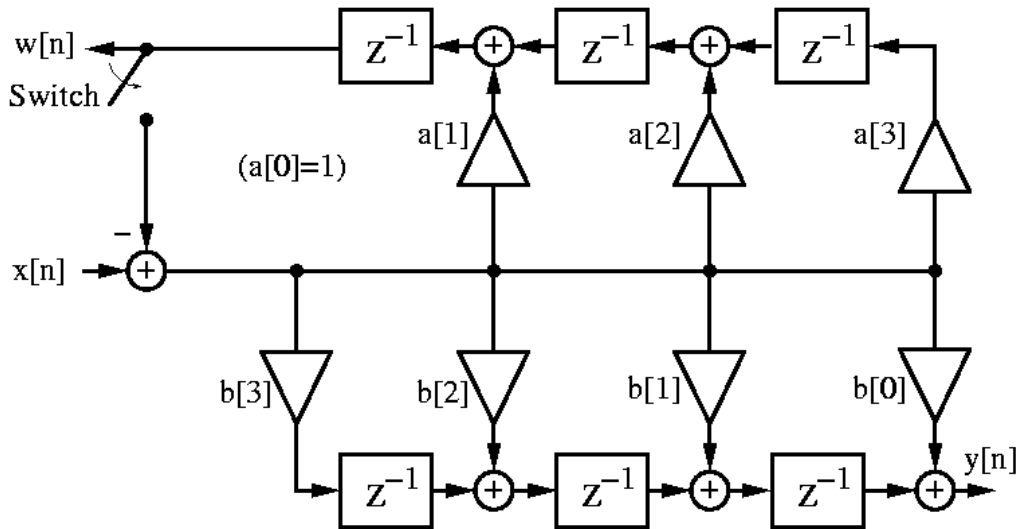 w[n]
z⁻¹
z⁻¹
z⁻¹
+
+
Switch
a[1]
a[2]
a[3]
(a[0]=1)
−
x[n]
+
b[3]
b[2]
b[1]
b[0]
z⁻¹
z⁻¹
z⁻¹
+
+
+
y[n]